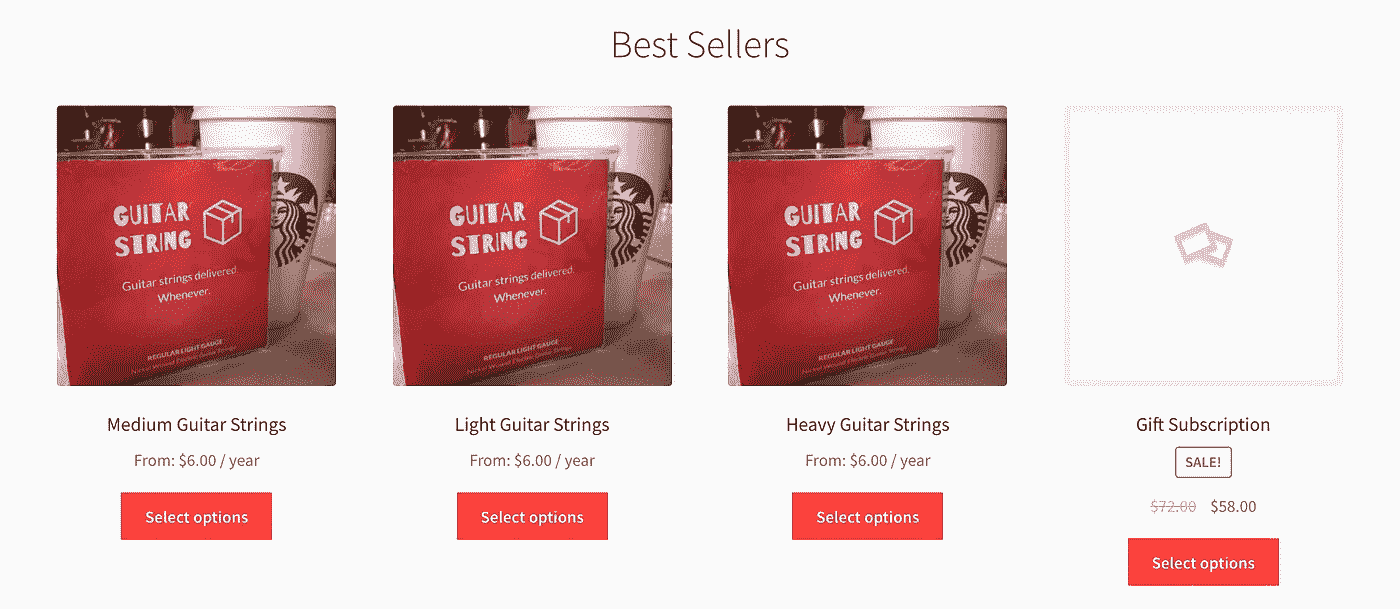 Best Sellers
GUITAR
STRING
Guitar strings delivered.
Whenever.
REGULAR LIGHT GAUGE
GUITAR
STRING
Guitar strings delivered.
Whenever.
REGULAR LIGHT GAUGE
GUITAR
STRING
Guitar strings delivered.
Whenever.
REGULAR LIGHT GAUGE
Medium Guitar Strings
Light Guitar Strings
Heavy Guitar Strings
Gift Subscription
From: $6.00 / year
From: $6.00 / year
From: $6.00 / year
SALE!
$72.00 $58.00
Select options
Select options
Select options
Select options